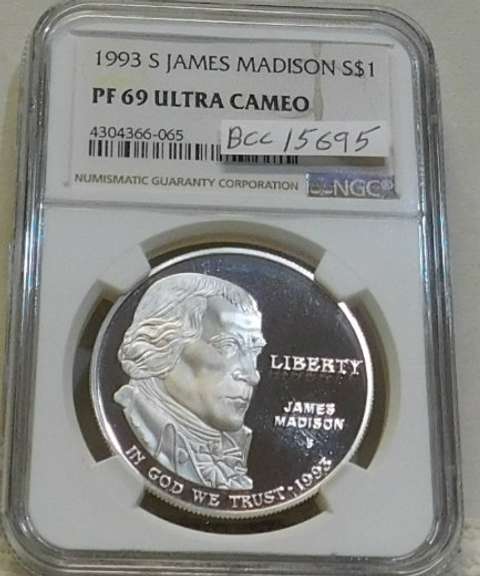 1993 S JAMES MADISON S$1
PF 69 ULTRA CAMEO
4304366-065
BCC 15695
NUMISMATIC GUARANTY CORPORATION
NGC®
LIBERTY
JAMES
MADISON
S
IN GOD WE TRUST·1993